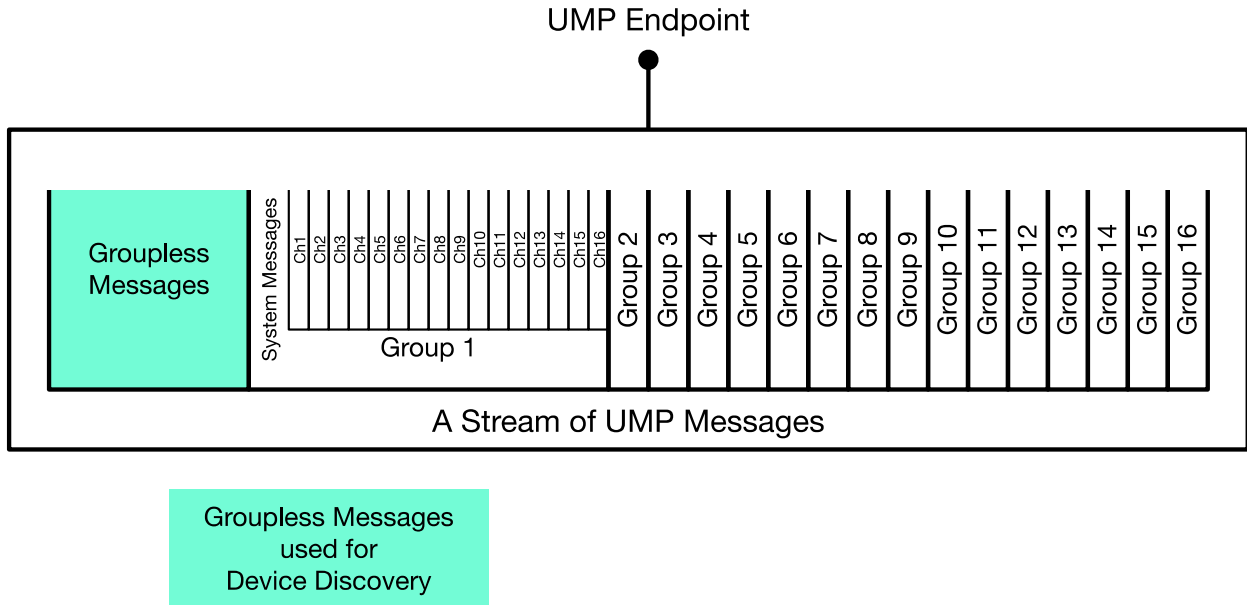 UMP Endpoint
Groupless
Messages
System Messages
Ch1
Ch2
Ch3
Ch4
Ch5
Ch6
Ch7
Ch8
Ch9
Ch10
Ch11
Ch12
Ch13
Ch14
Ch15
Ch16
Group 1
Group 2
Group 3
Group 4
Group 5
Group 6
Group 7
Group 8
Group 9
Group 10
Group 11
Group 12
Group 13
Group 14
Group 15
Group 16
A Stream of UMP Messages
Groupless Messages
used for
Device Discovery